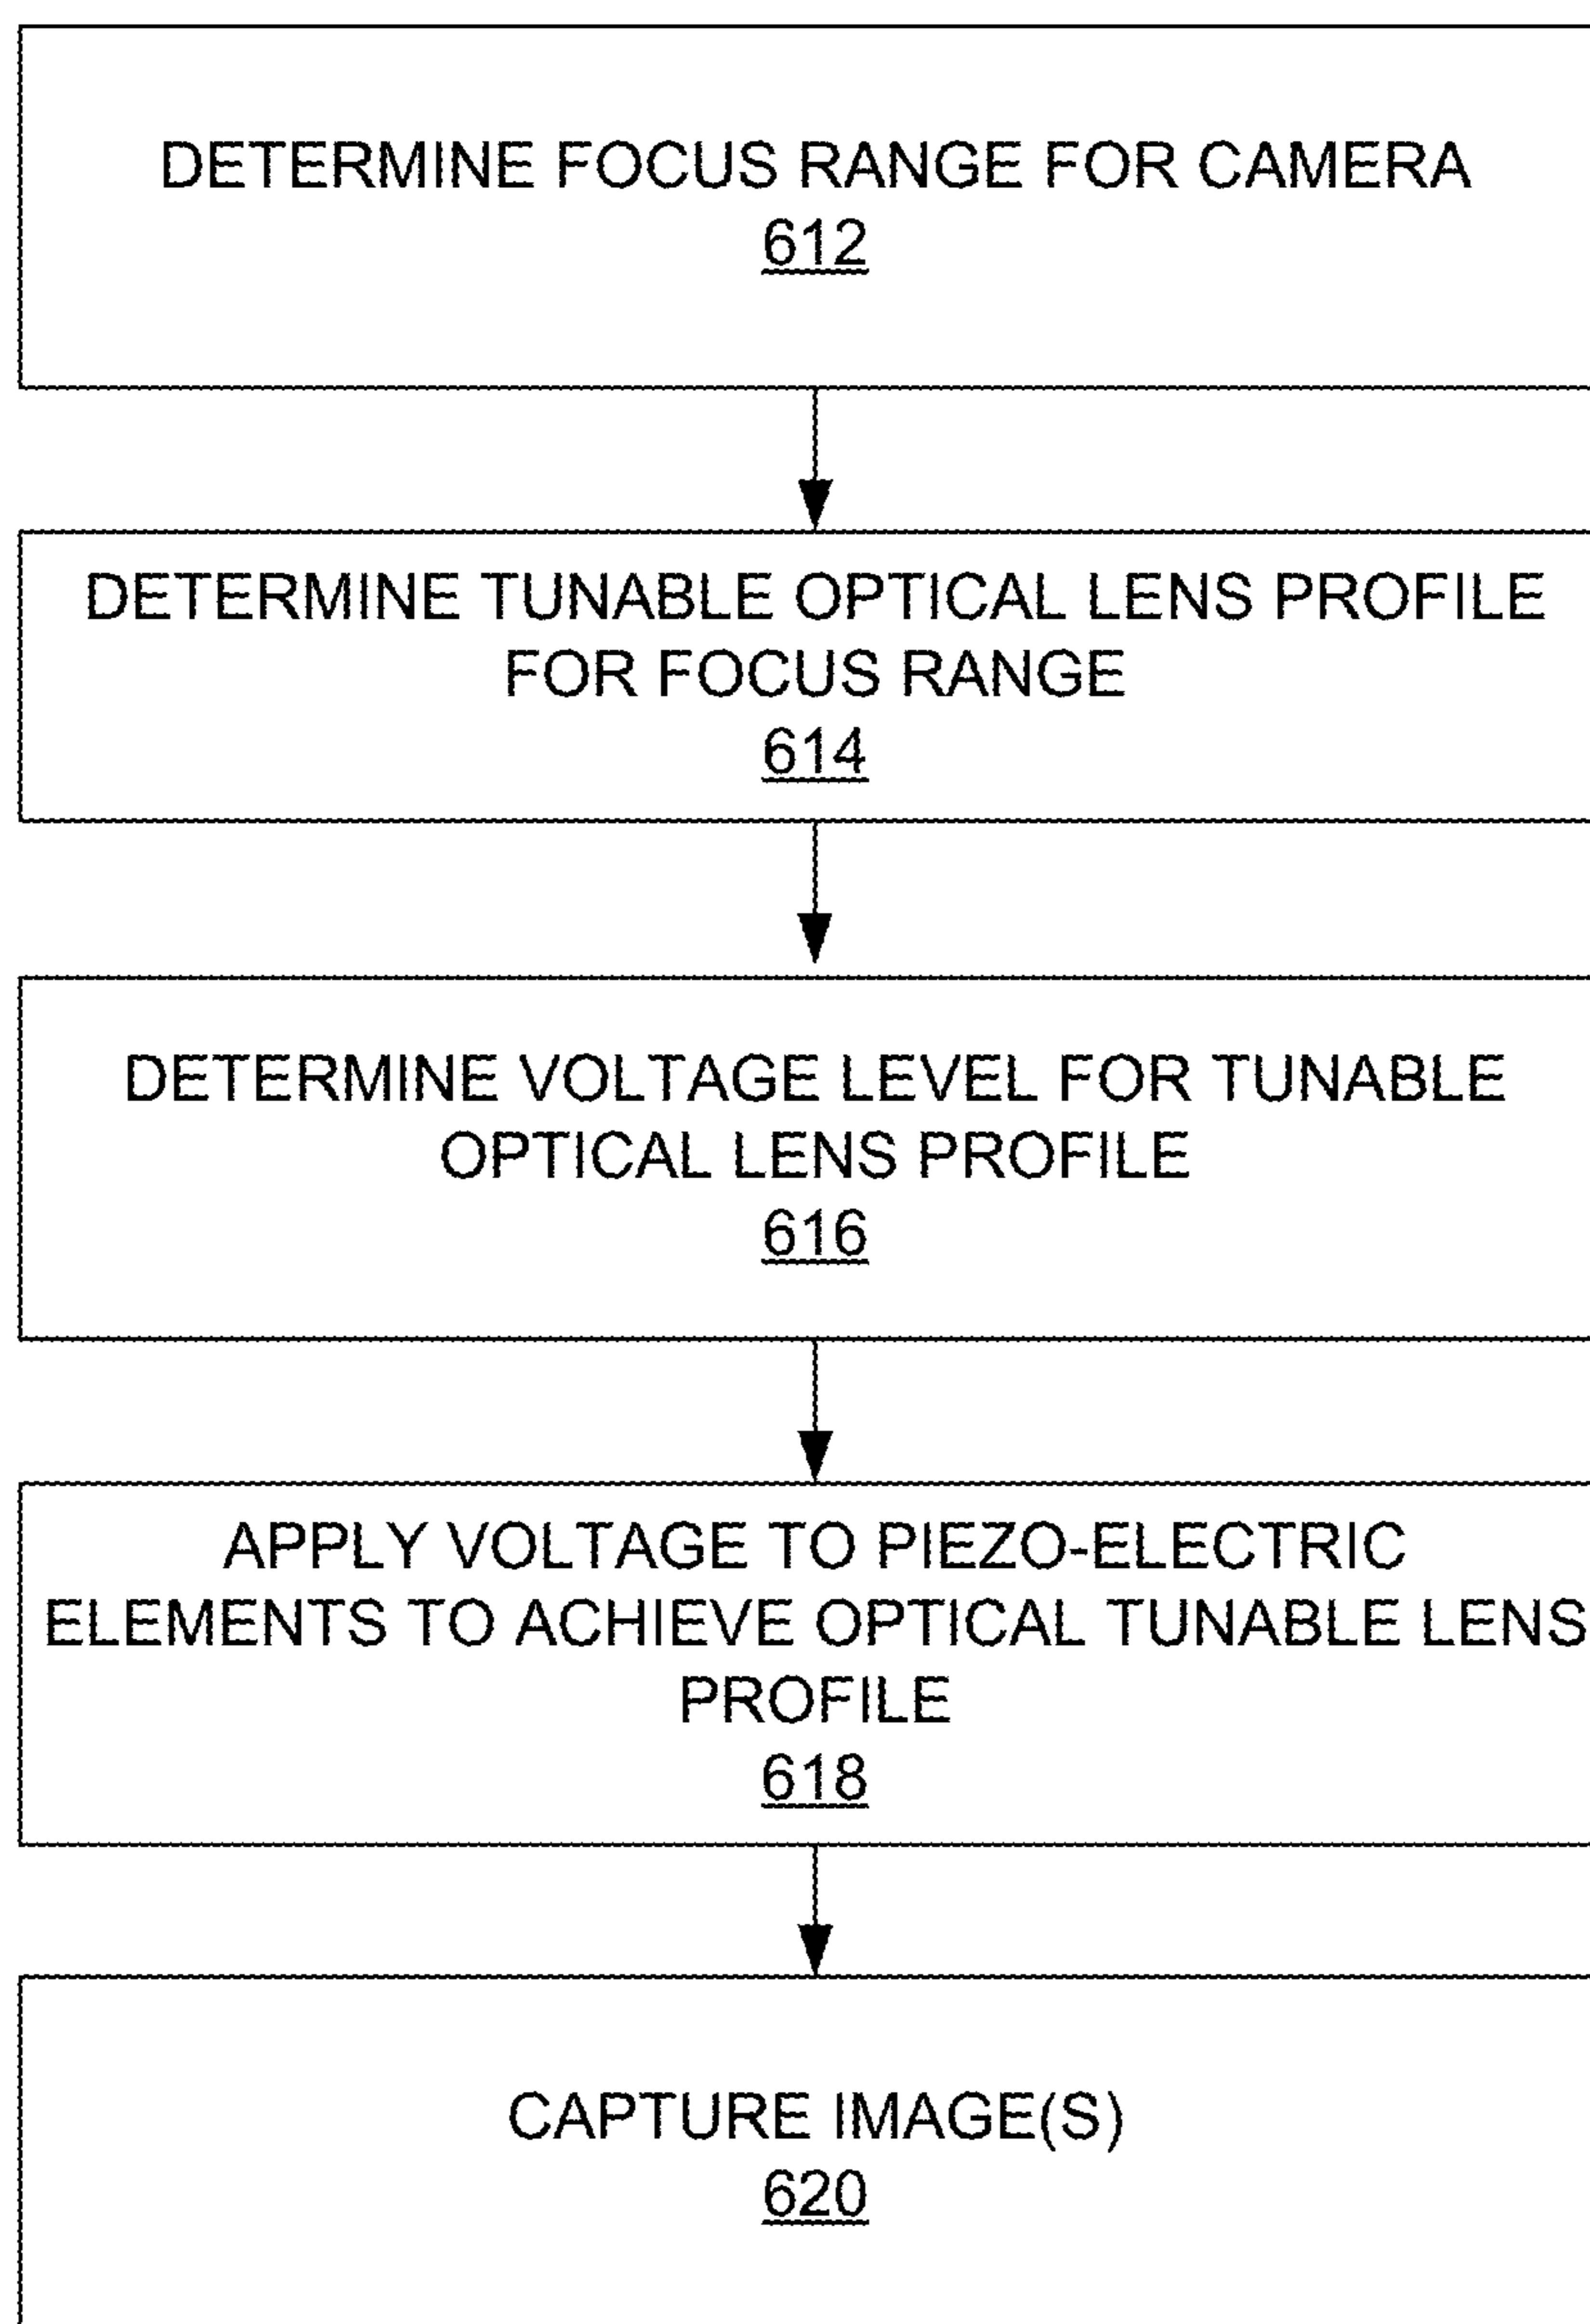 DETERMINE FOCUS RANGE FOR CAMERA
612
DETERMINE TUNABLE OPTICAL LENS PROFILE
FOR FOCUS RANGE
614
DETERMINE VOLTAGE LEVEL FOR TUNABLE
OPTICAL LENS PROFILE
616
APPLY VOLTAGE TO PIEZO-ELECTRIC
ELEMENTS TO ACHIEVE OPTICAL TUNABLE LENS
PROFILE
618
CAPTURE IMAGE(S)
620